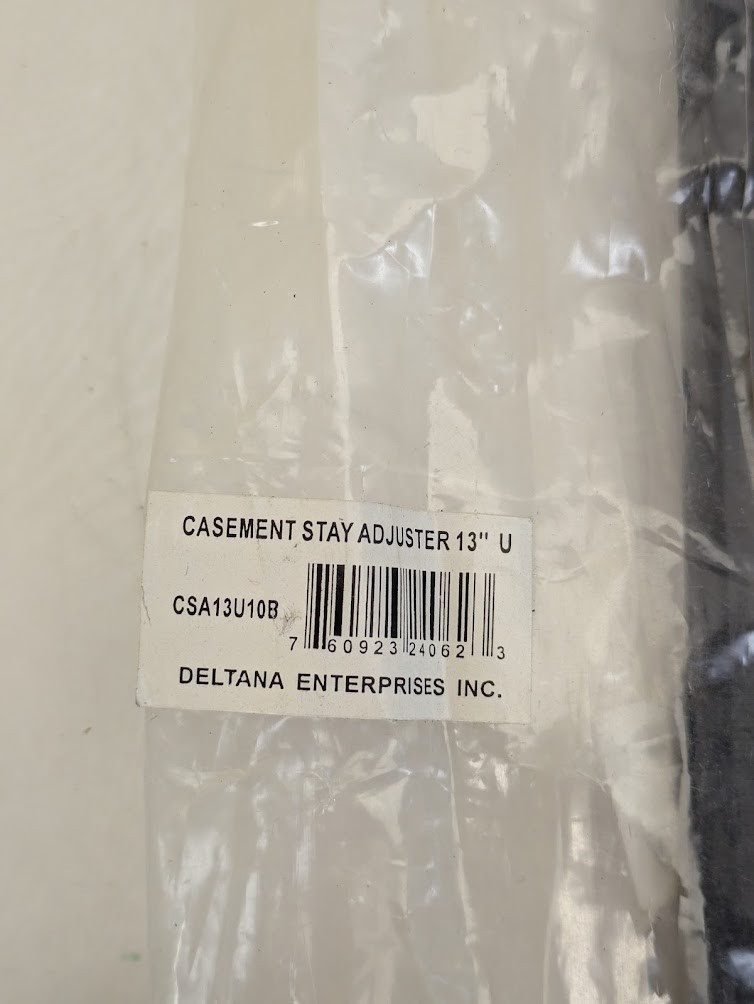 CASEMENT STAY ADJUSTER 13" U
CSA13U10B
7 60923 24062 3
DELTANA ENTERPRISES INC.